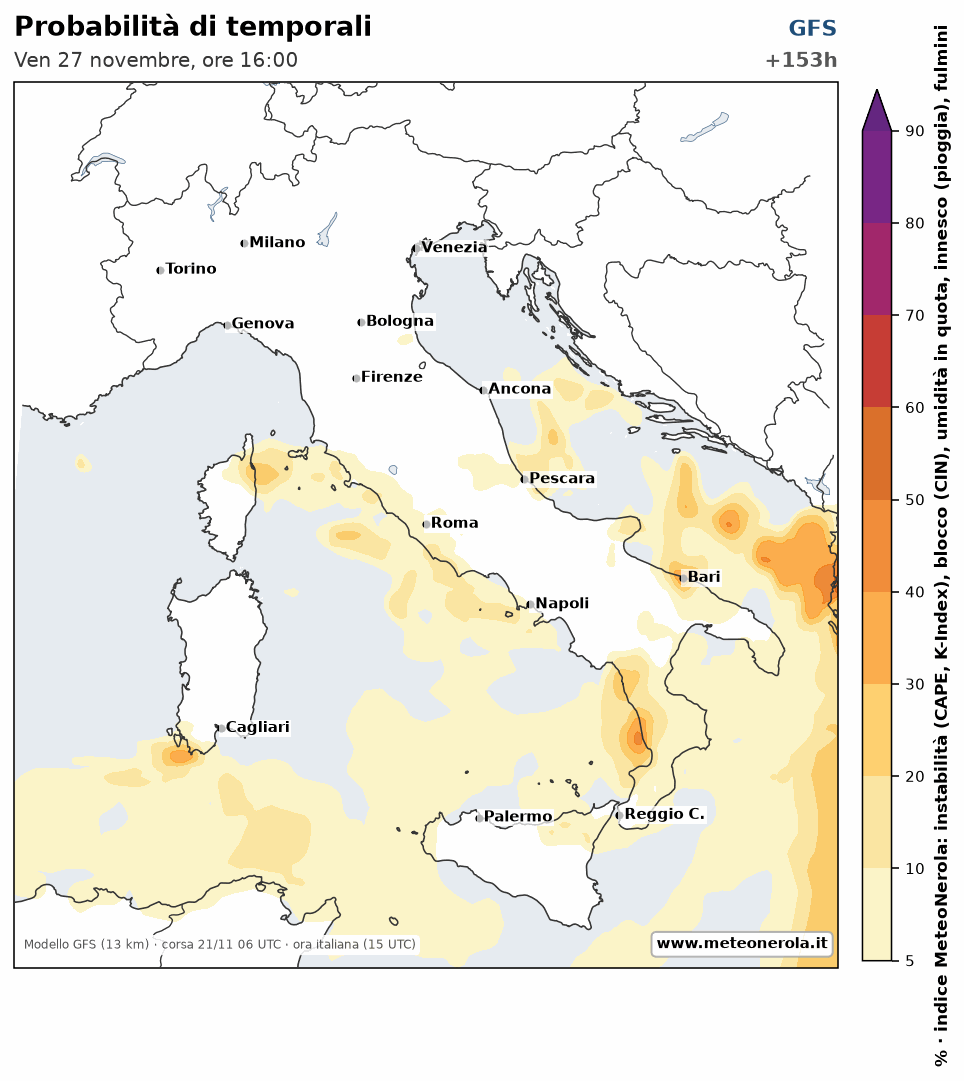 Probabilità di temporali
GFS
Ven 27 novembre, ore 16:00
+153h
Milano
Venezia
Torino
Genova
Bologna
Firenze
Ancona
Pescara
Roma
Bari
Napoli
Cagliari
Palermo
Reggio C.
Modello GFS (13 km) · corsa 21/11 06 UTC · ora italiana (15 UTC)
www.meteonerola.it
90
80
70
60
50
40
30
20
10
5
% · indice MeteoNerola: instabilità (CAPE, K-Index), blocco (CIN), umidità in quota, innesco (pioggia), fulmini